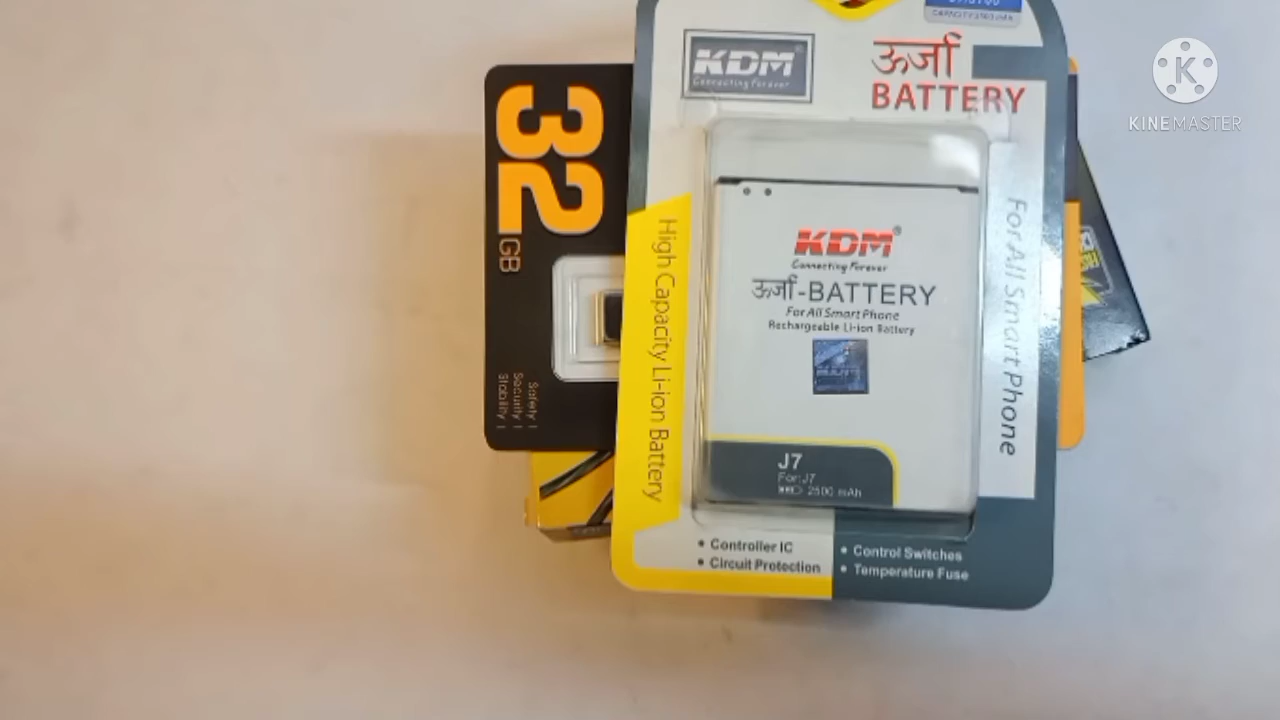 KDM
Connecting Forever
ऊर्जा
BATTERY
KINEMASTER
32
GB
Safety |
Security |
Stability |
High Capacity Li-ion Battery
For All Smart Phone
KDM
Connecting Forever
ऊर्जा-BATTERY
For All Smart Phone
Rechargeable Li-ion Battery
J7
For:J7
2500 mAh
• Controller IC
• Circuit Protection
• Control Switches
• Temperature Fuse